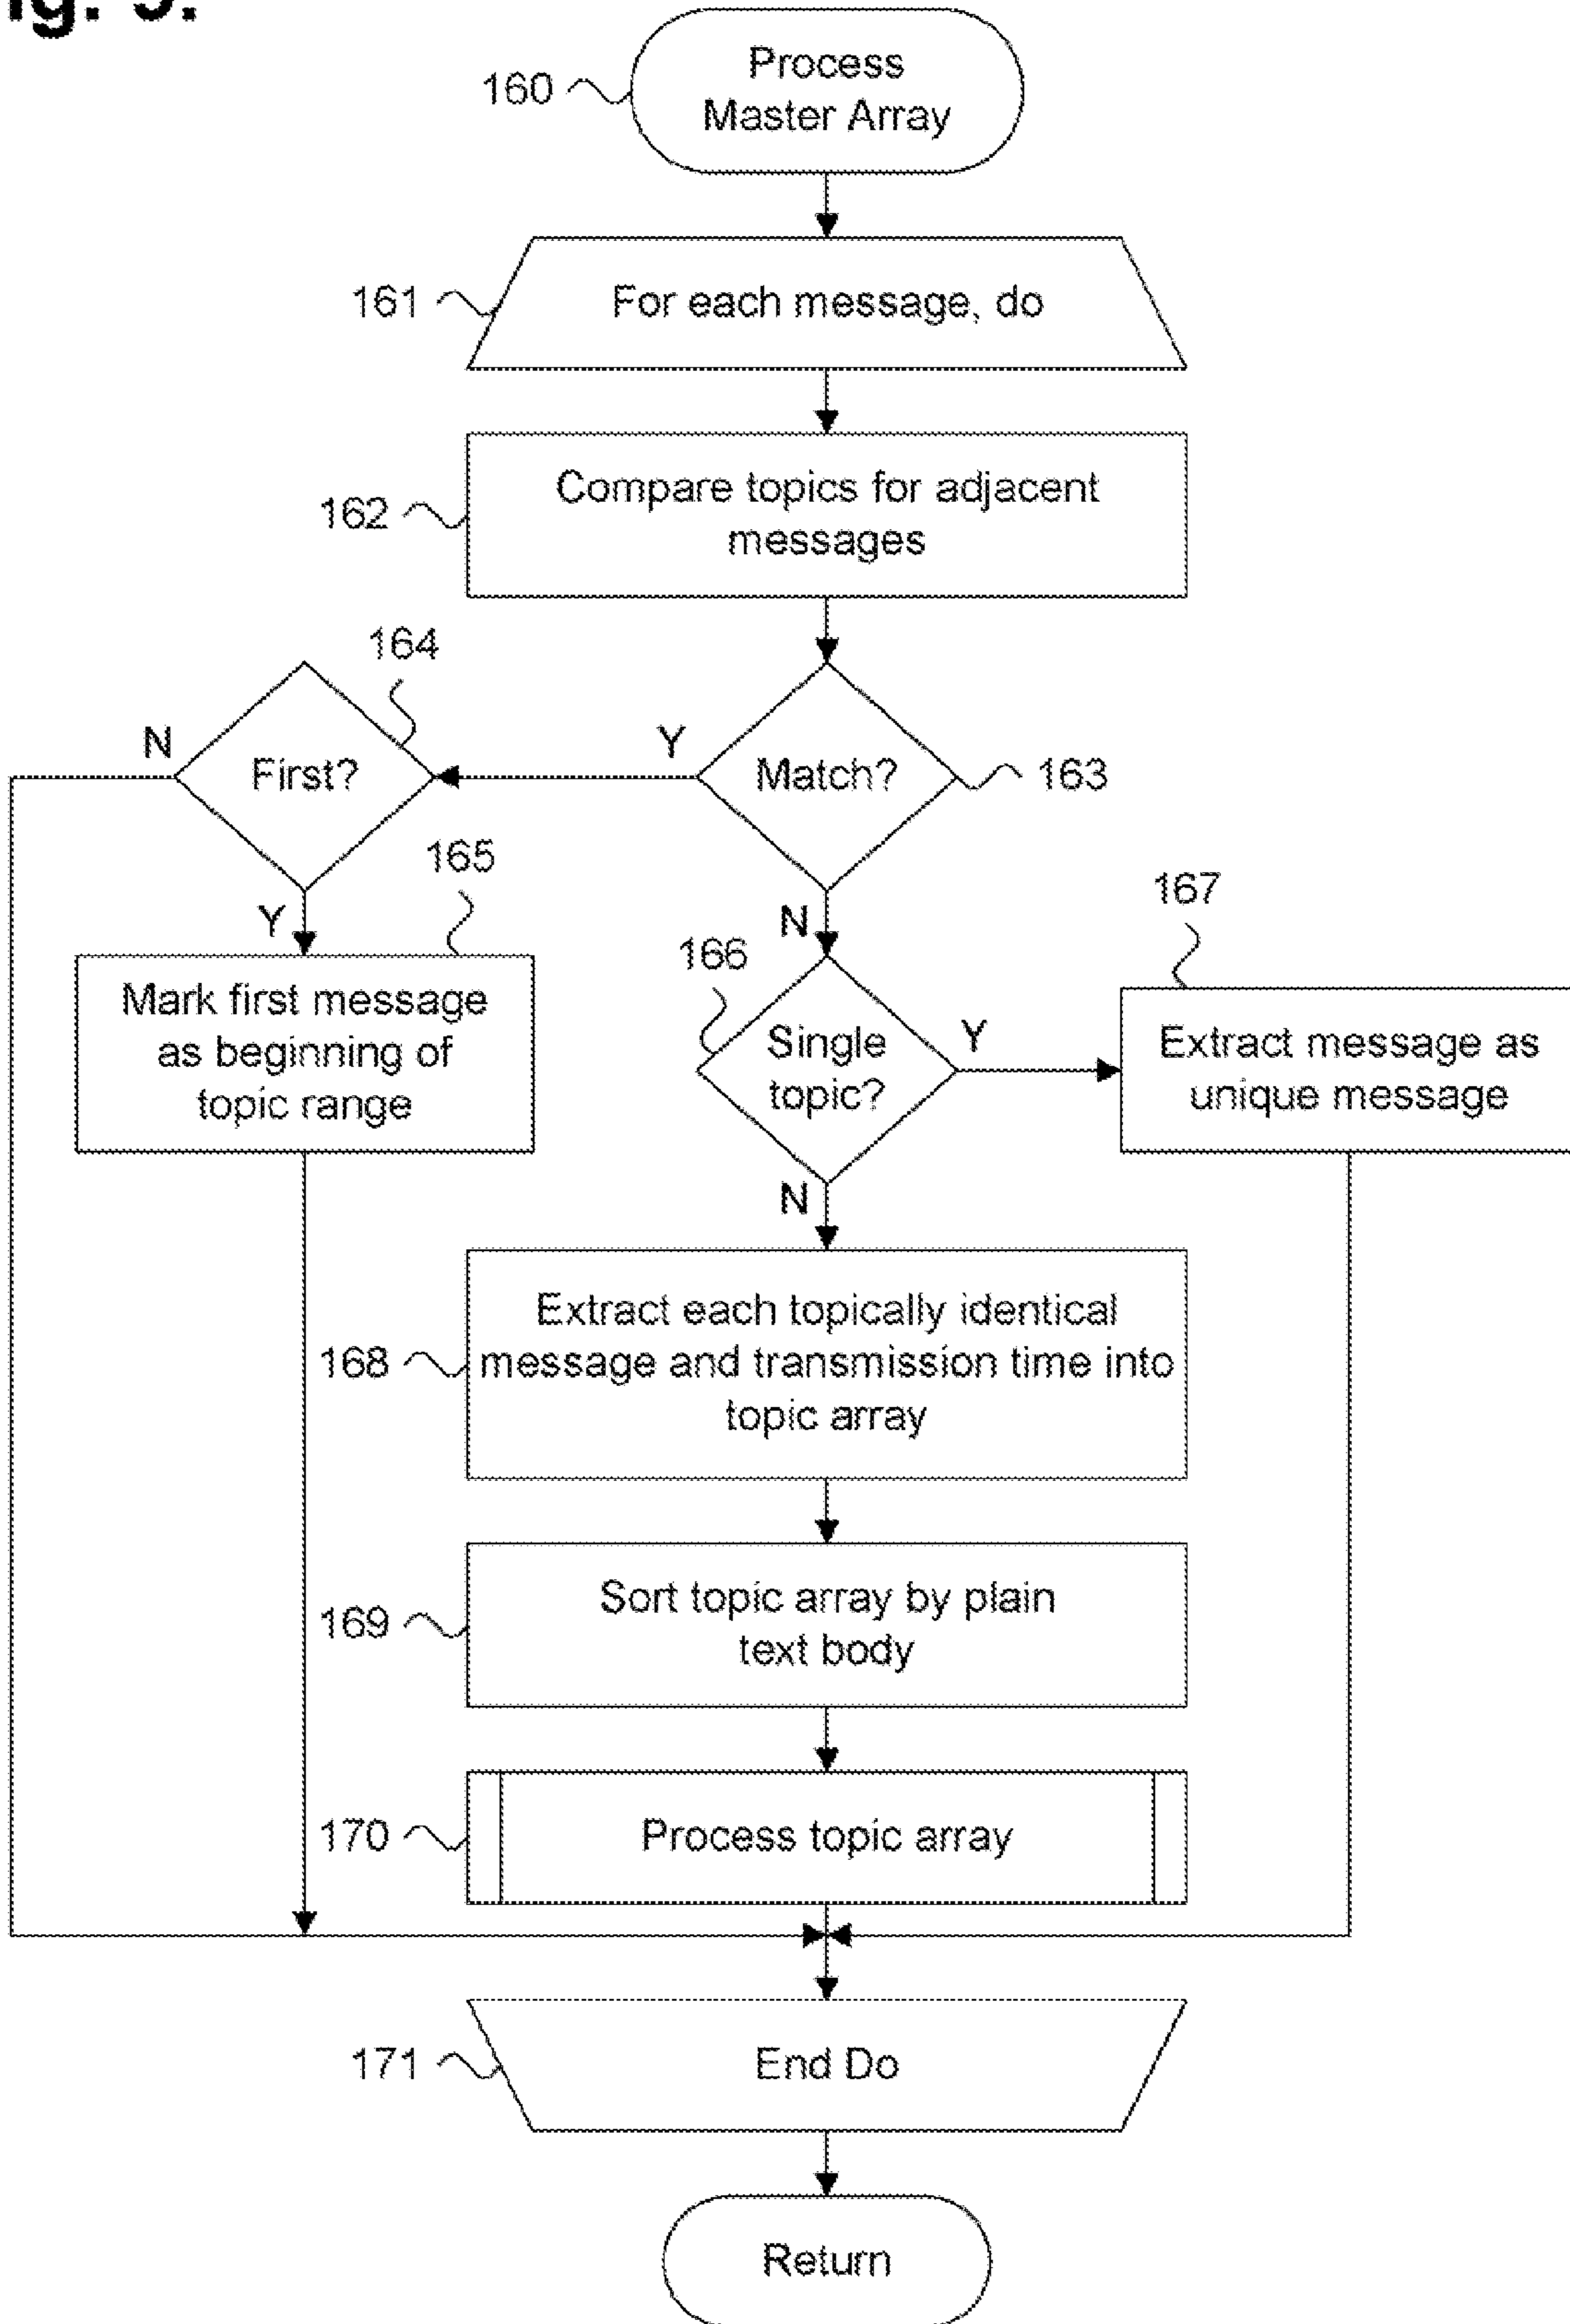 ig. 9.
160
Process
Master Array
161
For each message, do
162
Compare topics for adjacent
messages
164
N
First?
Y
Match?
163
165
Y
N
167
166
Mark first message
as beginning of
topic range
Single
topic?
Y
Extract message as
unique message
N
168
Extract each topically identical
message and transmission time into
topic array
169
Sort topic array by plain
text body
170
Process topic array
171
End Do
Return